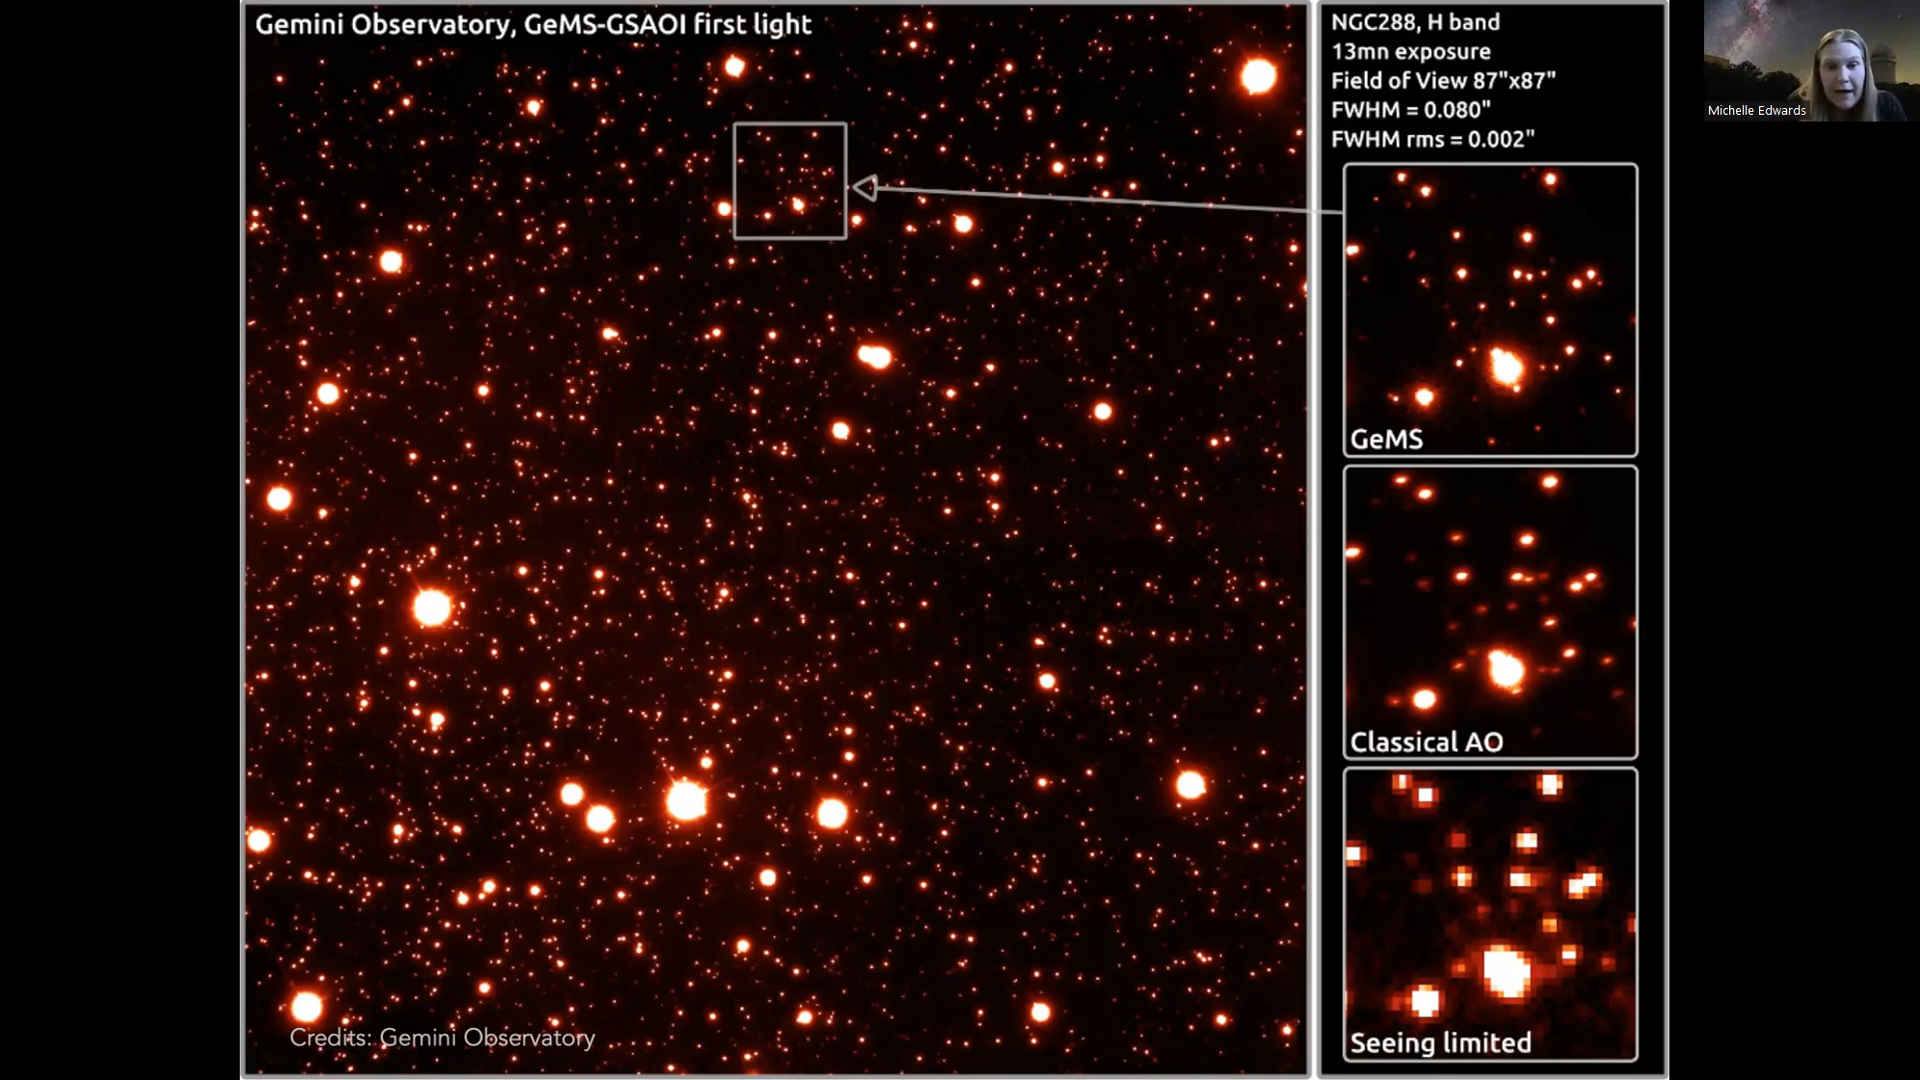 Gemini Observatory, GeMS-GSAOI first light
NGC288, H band
13mn exposure
Field of View 87"x87"
FWHM = 0.080"
FWHM rms = 0.002"
GeMS
Classical AO
Seeing limited
Credits: Gemini Observatory
Michelle Edwards